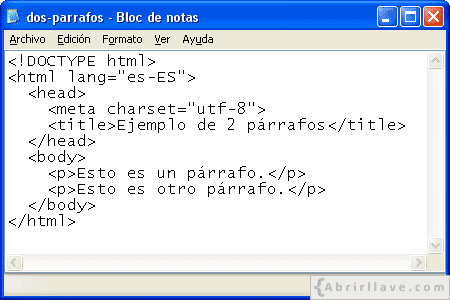 dos-parrafos - Bloc de notas
Archivo Edición Formato Ver Ayuda
<!DOCTYPE html>
<html lang="es-ES">
<head>
<meta charset="utf-8">
<title>Ejemplo de 2 párrafos</title>
</head>
<body>
<p>Esto es un párrafo.</p>
<p>Esto es otro párrafo.</p>
</body>
</html>
{Abrirllave.com